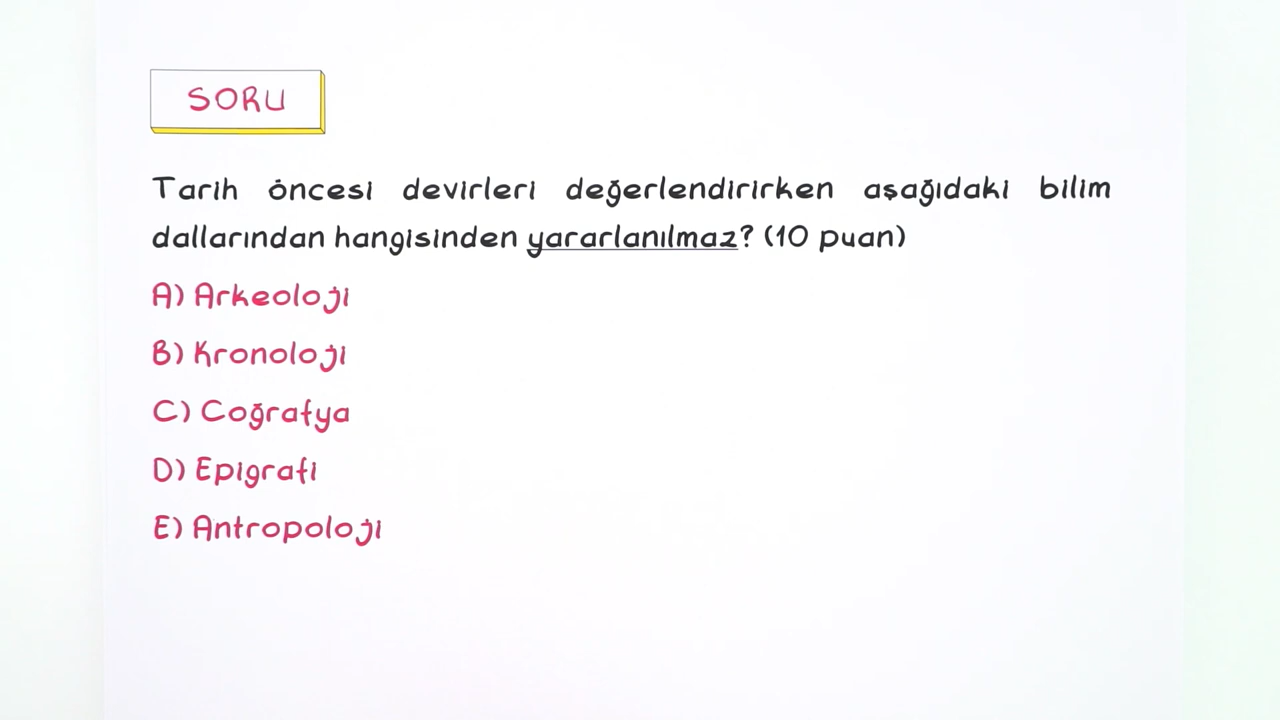 SORU
Tarih öncesi devirleri değerlendirirken aşağıdaki bilim
dallarından hangisinden yararlanılmaz? (10 puan)
A) Arkeoloji
B) Kronoloji
C) Coğrafya
D) Epigrafi
E) Antropoloji